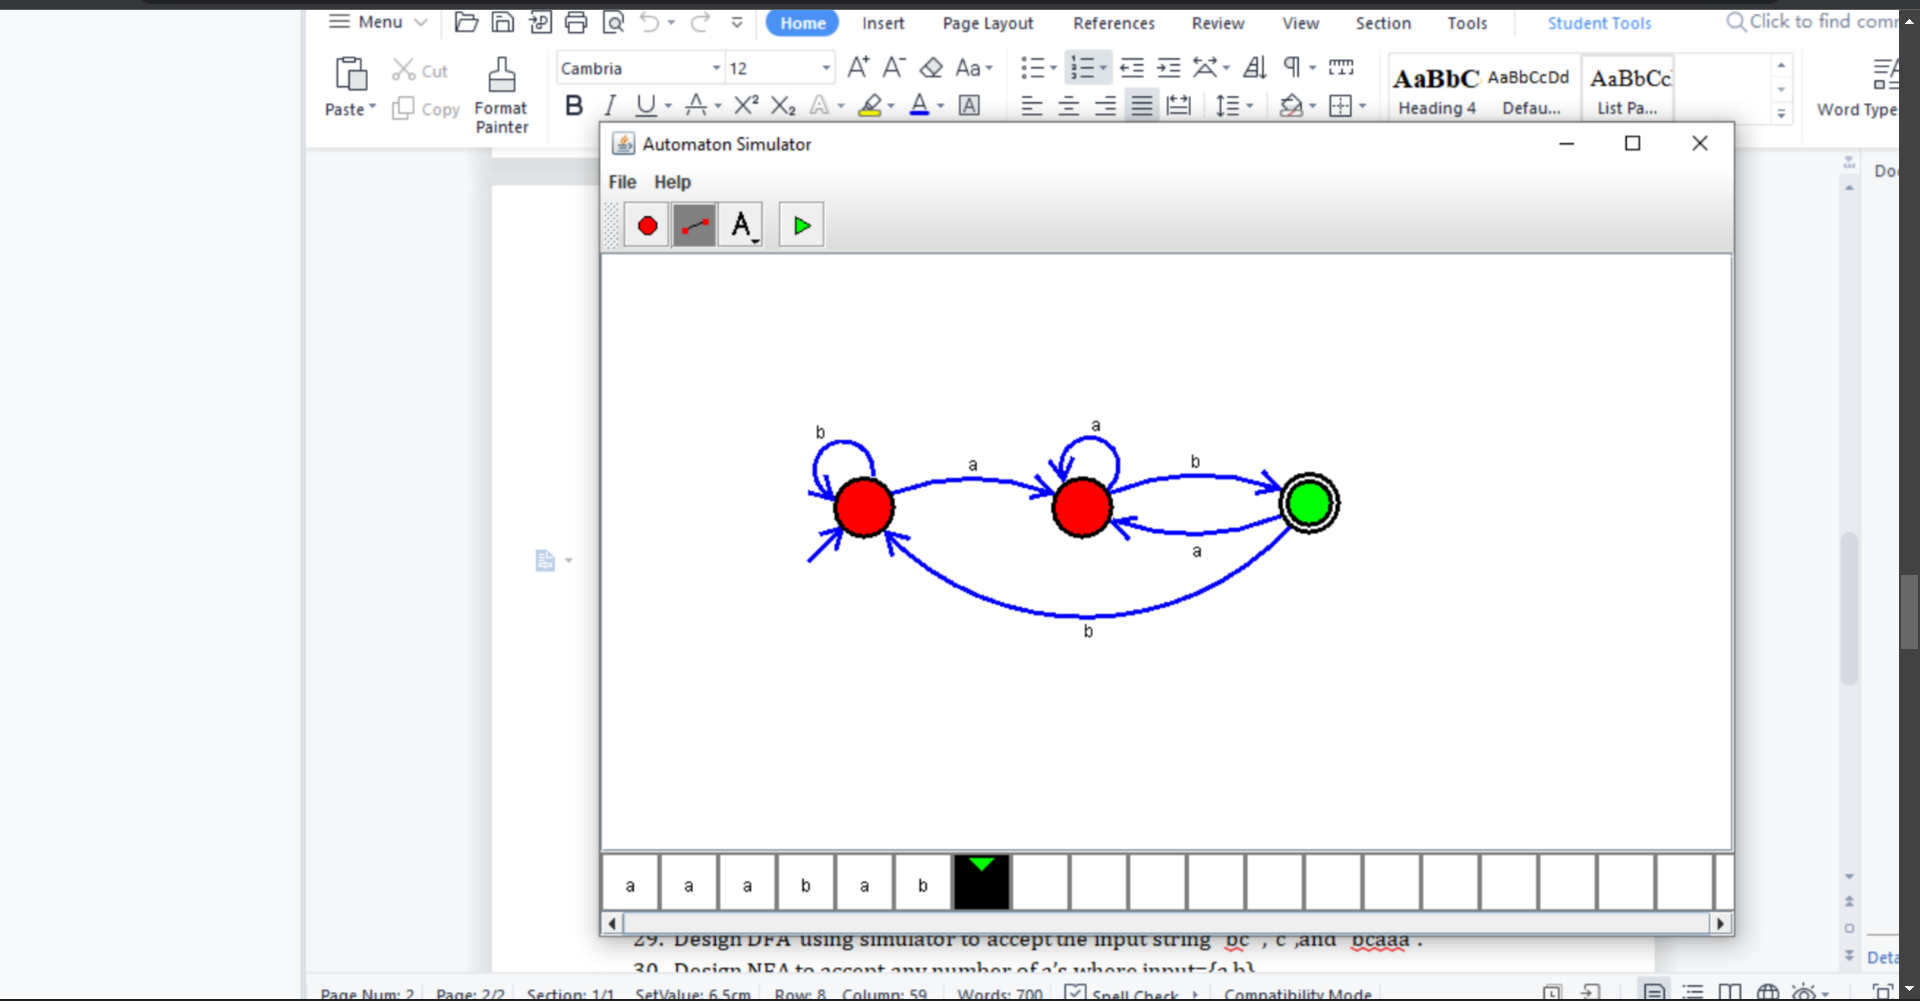 Menu
Home Insert Page Layout References Review View Section Tools Student Tools Click to find com
Paste Cut Copy Format Painter
Cambria 12 A+ A- Aa
B I U A X² X₂ A A A
AaBbC AaBbCcDd AaBbCc
Heading 4 Defau... List Pa... Word Type
Automaton Simulator
File Help
A
Doc
b a a b
a
b
a a a b a b
29. Design DFA using simulator to accept the input string "bc", c ,and "bcaaa".
30. Design NFA to accept any number of a's where input={a,b}
Deta
Page Num: 2 Page: 2/2 Section: 1/1 SetValue: 6.5cm Row: 8 Column: 59 Words: 700 Spell Check Compatibility Mode